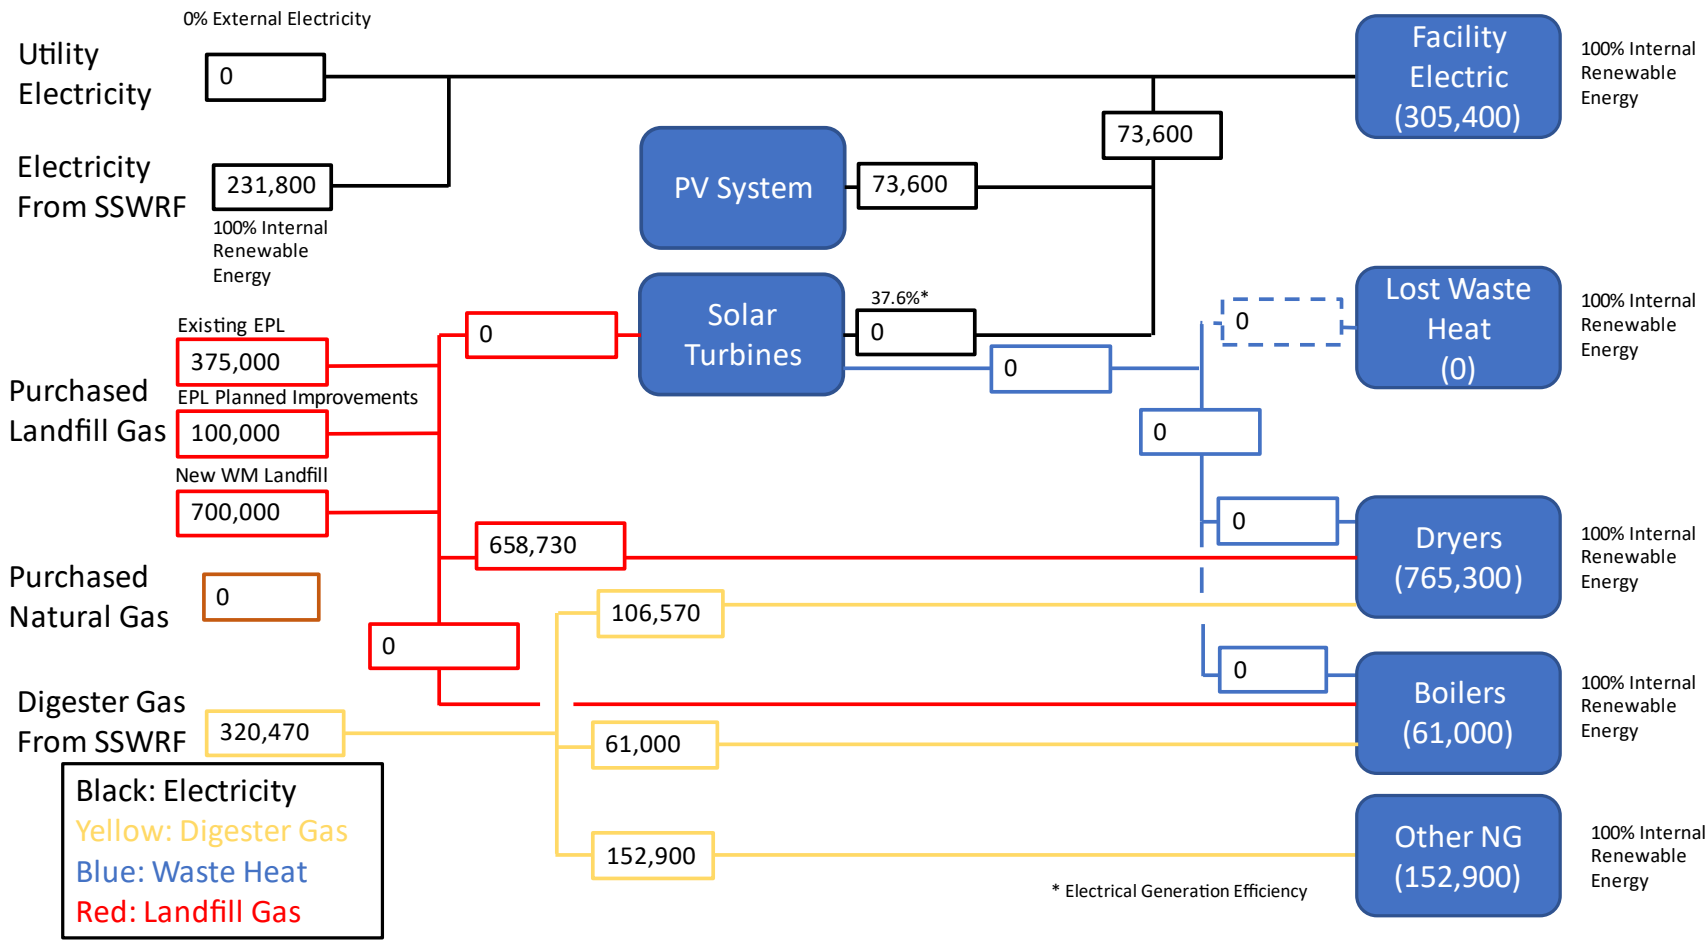 0% External Electricity
Utility
Electricity
0
Facility
Electric
(305,400)
100% Internal
Renewable
Energy
73,600
Electricity
From SSWRF
231,800
100% Internal
Renewable
Energy
PV System
73,600
Solar
Turbines
37.6%*
0
0
0
Lost Waste
Heat
(0)
100% Internal
Renewable
Energy
0
Purchased
Landfill Gas
Existing EPL
375,000
EPL Planned Improvements
100,000
New WM Landfill
700,000
0
658,730
0
Dryers
(765,300)
100% Internal
Renewable
Energy
Purchased
Natural Gas
0
106,570
0
0
Boilers
(61,000)
100% Internal
Renewable
Energy
Digester Gas
From SSWRF
320,470
61,000
152,900
Other NG
(152,900)
100% Internal
Renewable
Energy
Black: Electricity
Yellow: Digester Gas
Blue: Waste Heat
Red: Landfill Gas
* Electrical Generation Efficiency